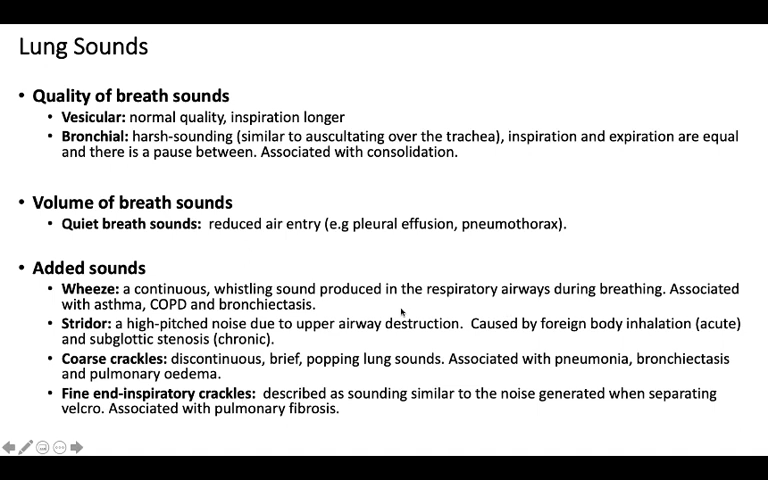 Lung Sounds
• Quality of breath sounds
• Vesicular: normal quality, inspiration longer
• Bronchial: harsh-sounding (similar to auscultating over the trachea), inspiration and expiration are equal
and there is a pause between. Associated with consolidation.
• Volume of breath sounds
• Quiet breath sounds:  reduced air entry (e.g pleural effusion, pneumothorax).
• Added sounds
• Wheeze: a continuous, whistling sound produced in the respiratory airways during breathing. Associated
with asthma, COPD and bronchiectasis.
• Stridor: a high-pitched noise due to upper airway destruction.  Caused by foreign body inhalation (acute)
and subglottic stenosis (chronic).
• Coarse crackles: discontinuous, brief, popping lung sounds. Associated with pneumonia, bronchiectasis
and pulmonary oedema.
• Fine end-inspiratory crackles:  described as sounding similar to the noise generated when separating
velcro. Associated with pulmonary fibrosis.